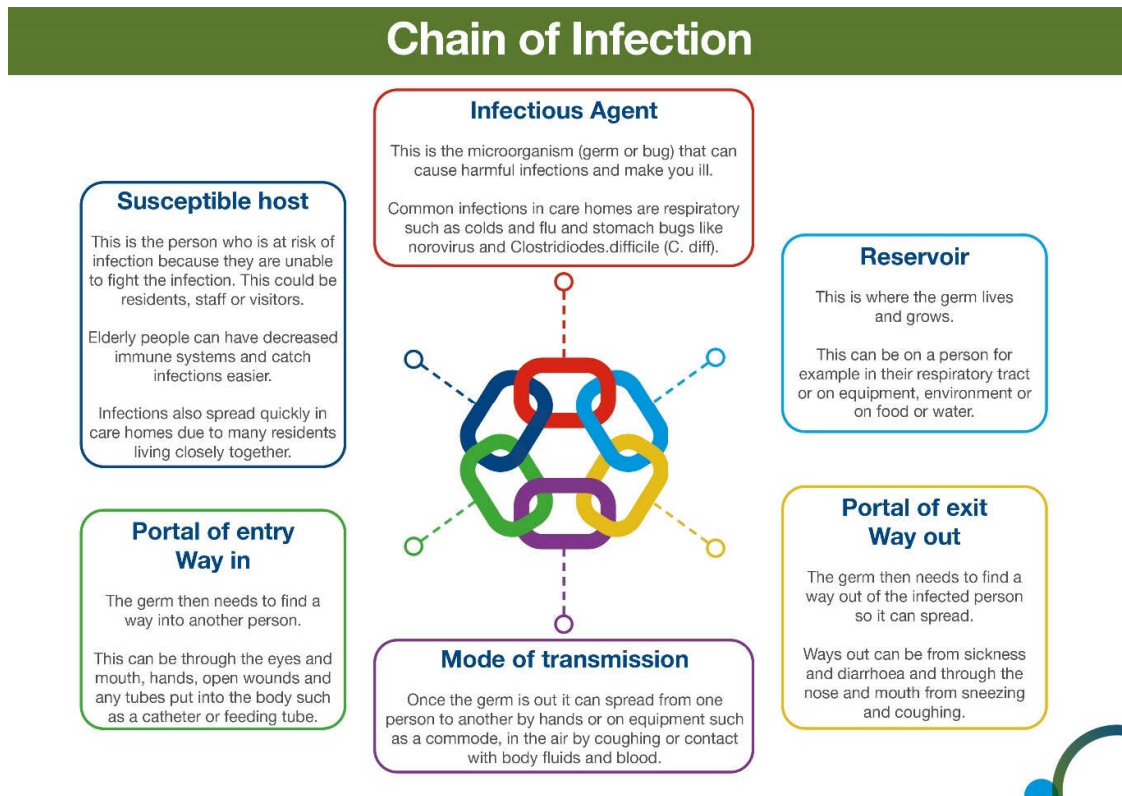 Chain of Infection
Infectious Agent
This is the microorganism (germ or bug) that can
cause harmful infections and make you ill.
Common infections in care homes are respiratory
such as colds and flu and stomach bugs like
norovirus and Clostridiodes.difficile (C. diff).
Reservoir
This is where the germ lives
and grows.
This can be on a person for
example in their respiratory tract
or on equipment, environment or
on food or water.
Portal of exit
Way out
The germ then needs to find a
way out of the infected person
so it can spread.
Ways out can be from sickness
and diarrhoea and through the
nose and mouth from sneezing
and coughing.
Mode of transmission
Once the germ is out it can spread from one
person to another by hands or on equipment such
as a commode, in the air by coughing or contact
with body fluids and blood.
Portal of entry
Way in
The germ then needs to find a
way into another person.
This can be through the eyes and
mouth, hands, open wounds and
any tubes put into the body such
as a catheter or feeding tube.
Susceptible host
This is the person who is at risk of
infection because they are unable
to fight the infection. This could be
residents, staff or visitors.
Elderly people can have decreased
immune systems and catch
infections easier.
Infections also spread quickly in
care homes due to many residents
living closely together.